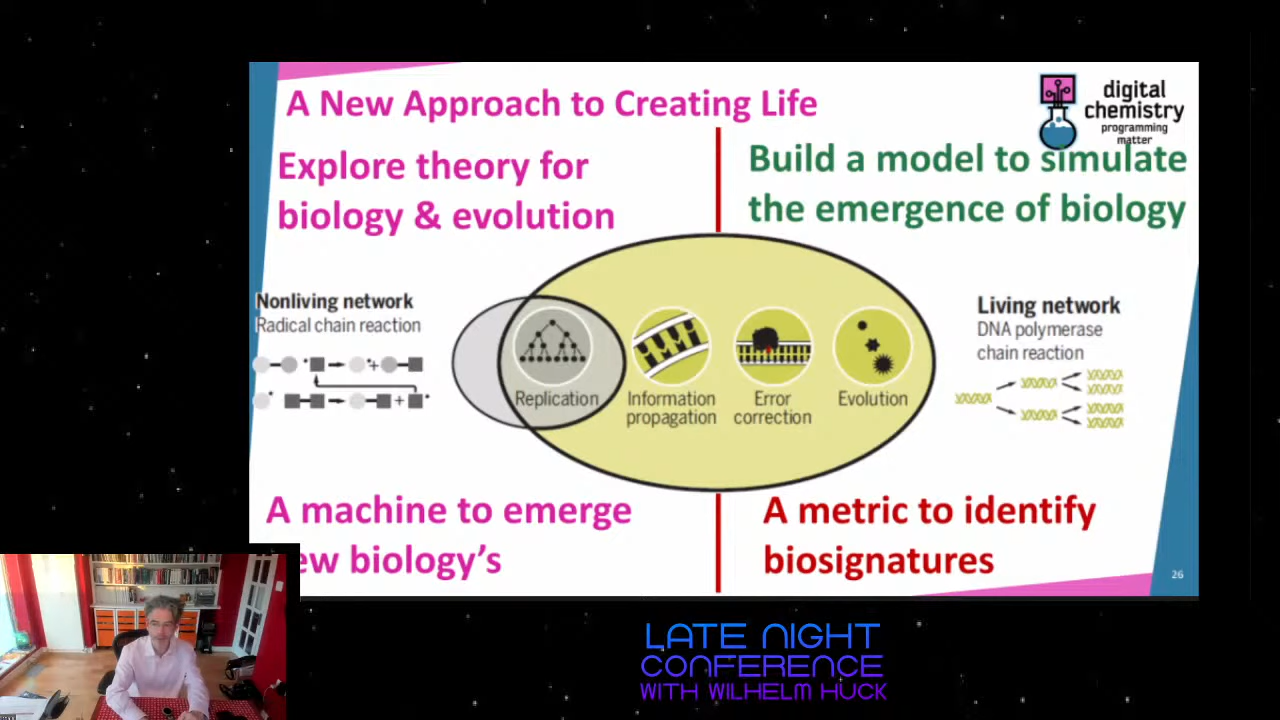 A New Approach to Creating Life
digital
chemistry
programming
matter
Explore theory for
biology & evolution
Build a model to simulate
the emergence of biology
Nonliving network
Radical chain reaction
Replication
Information
propagation
Error
correction
Evolution
Living network
DNA polymerase
chain reaction
A machine to emerge
ew biology's
A metric to identify
biosignatures
26
LATE NIGHT
CONFERENCE
WITH WILHELM HUCK